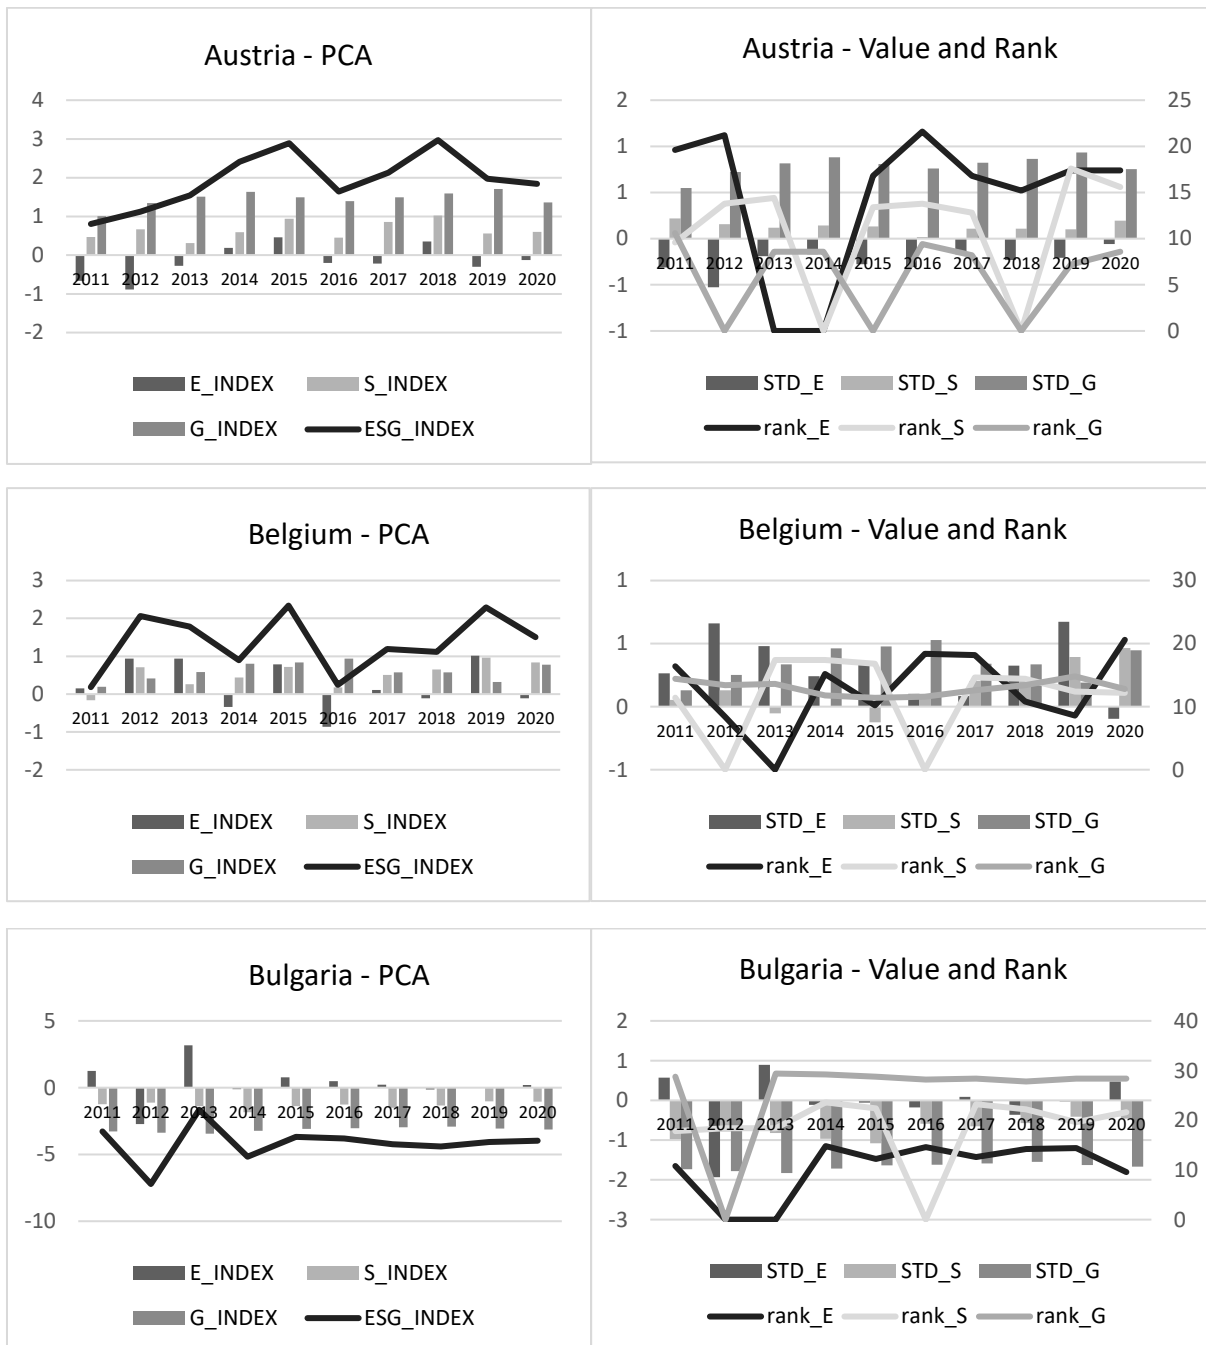 Austria - PCA
4
3
2
1
0
-1
-2
2011 2012 2013 2014 2015 2016 2017 2018 2019 2020
E_INDEX S_INDEX
G_INDEX ESG_INDEX
Austria - Value and Rank
2 25
1 20
1 15
0 10
-1 5
-1 0
2011 2012 2013 2014 2015 2016 2017 2018 2019 2020
STD_E STD_S STD_G
rank_E rank_S rank_G
Belgium - PCA
3
2
1
0
-1
-2
2011 2012 2013 2014 2015 2016 2017 2018 2019 2020
E_INDEX S_INDEX
G_INDEX ESG_INDEX
Belgium - Value and Rank
1 30
1 20
0 10
-1 0
2011 2012 2013 2014 2015 2016 2017 2018 2019 2020
STD_E STD_S STD_G
rank_E rank_S rank_G
Bulgaria - PCA
5
0
-5
-10
2011 2012 2013 2014 2015 2016 2017 2018 2019 2020
E_INDEX S_INDEX
G_INDEX ESG_INDEX
Bulgaria - Value and Rank
2 40
1 30
0
-1 20
-2 10
-3 0
2011 2012 2013 2014 2015 2016 2017 2018 2019 2020
STD_E STD_S STD_G
rank_E rank_S rank_G